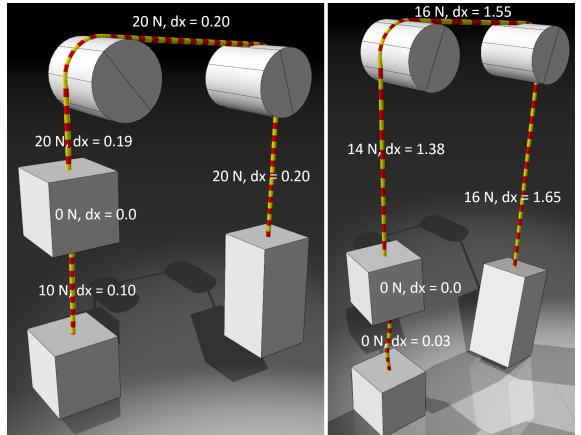 20 N, dx = 0.20
20 N, dx = 0.19
20 N, dx = 0.20
0 N, dx = 0.0
10 N, dx = 0.10
16 N, dx = 1.55
14 N, dx = 1.38
16 N, dx = 1.65
0 N, dx = 0.0
0 N, dx = 0.03